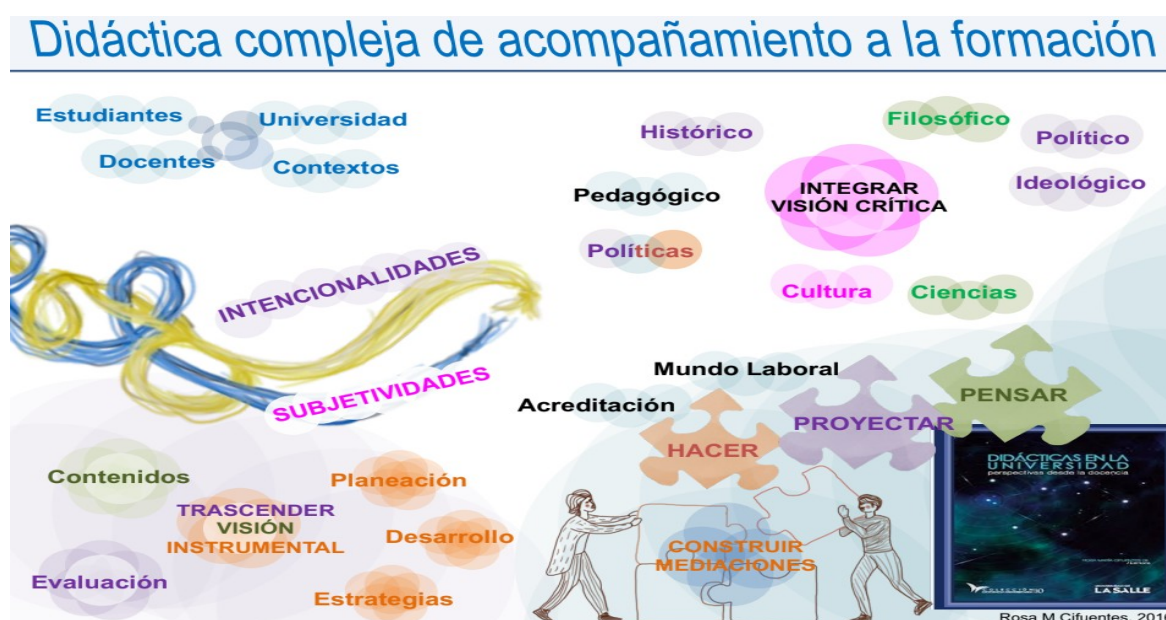 Didáctica compleja de acompañamiento a la formación
Estudiantes
Universidad
Docentes
Contextos
INTENCIONALIDADES
SUBJETIVIDADES
Histórico
Filosófico
Político
Pedagógico
INTEGRAR
VISIÓN CRÍTICA
Ideológico
Políticas
Cultura
Ciencias
Mundo Laboral
Acreditación
HACER
PROYECTAR
PENSAR
Contenidos
Planeación
TRASCENDER
VISIÓN
INSTRUMENTAL
Desarrollo
Evaluación
Estrategias
CONSTRUIR
MEDIACIONES
DIDÁCTICAS EN LA
UNIVERSIDAD
perspectivas desde la docencia
LA SALLE
Rosa M Cifuentes,